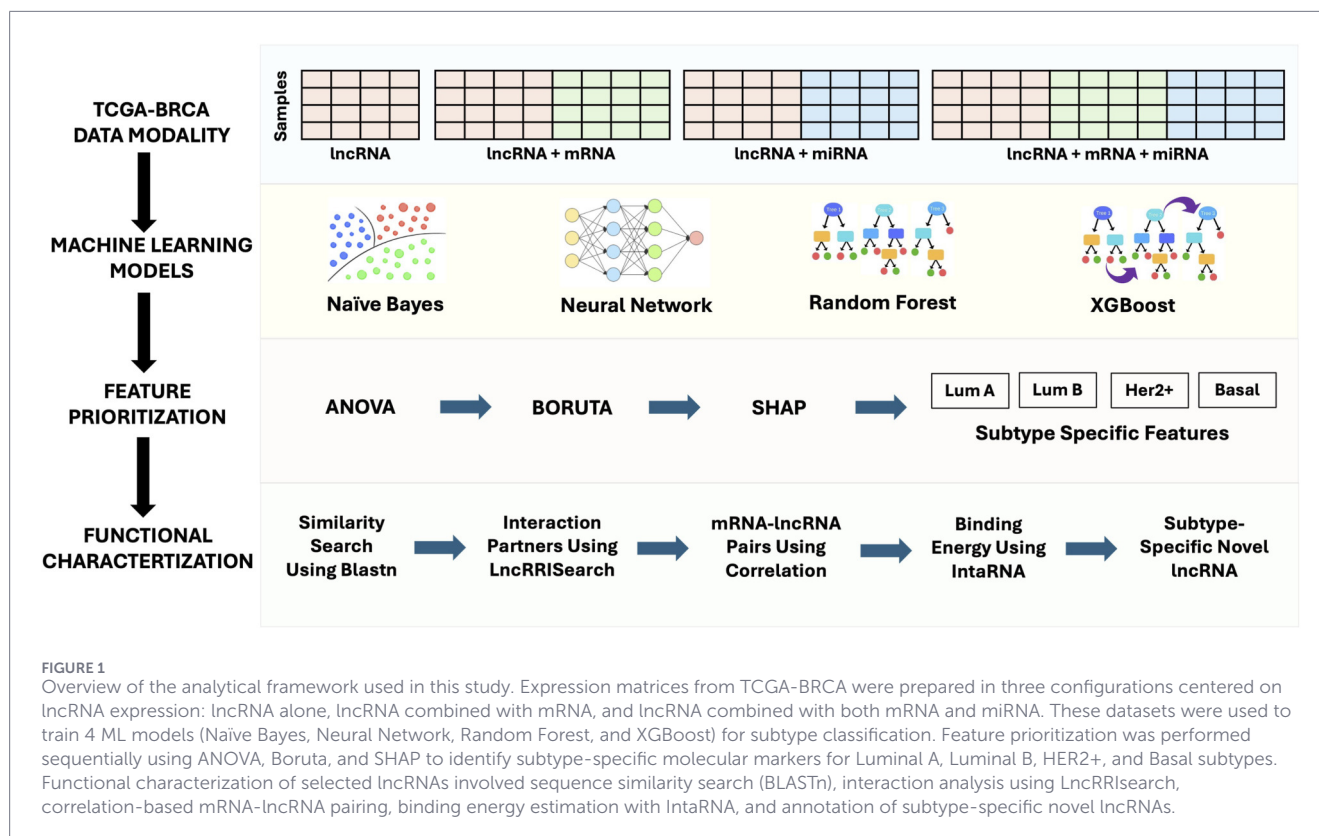 TCGA-BRCA
DATA MODALITY
Samples
lncRNA
lncRNA + mRNA
lncRNA + miRNA
lncRNA + mRNA + miRNA
MACHINE LEARNING
MODELS
Tree 1
Tree 3
Tree 1
Tree 3
Naïve Bayes
Neural Network
Random Forest
XGBoost
FEATURE
PRIORITIZATION
ANOVA
BORUTA
SHAP
Lum A
Lum B
Her2+
Basal
Subtype Specific Features
FUNCTIONAL
CHARACTERTIZATION
Similarity
Search
Using Blastn
Interaction
Partners Using
LncRRISearch
mRNA-lncRNA
Pairs Using
Correlation
Binding
Energy Using
IntaRNA
Subtype-
Specific Novel
lncRNA
FIGURE 1
Overview of the analytical framework used in this study. Expression matrices from TCGA-BRCA were prepared in three configurations centered on
lncRNA expression: lncRNA alone, lncRNA combined with mRNA, and lncRNA combined with both mRNA and miRNA. These datasets were used to
train 4 ML models (Naïve Bayes, Neural Network, Random Forest, and XGBoost) for subtype classification. Feature prioritization was performed
sequentially using ANOVA, Boruta, and SHAP to identify subtype-specific molecular markers for Luminal A, Luminal B, HER2+, and Basal subtypes.
Functional characterization of selected lncRNAs involved sequence similarity search (BLASTn), interaction analysis using LncRRIsearch,
correlation-based mRNA-lncRNA pairing, binding energy estimation with IntaRNA, and annotation of subtype-specific novel lncRNAs.